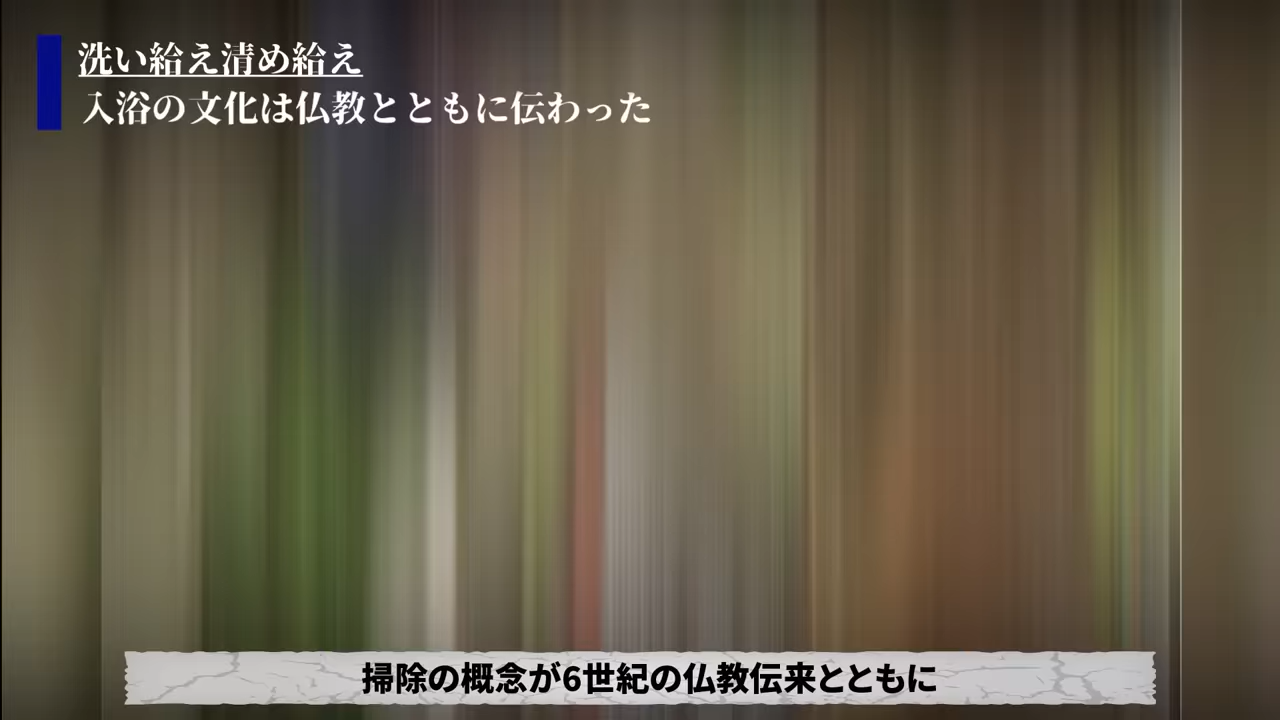 洗い給え清め給え
入浴の文化は仏教とともに伝わった
掃除の概念が6世紀の仏教伝来とともに